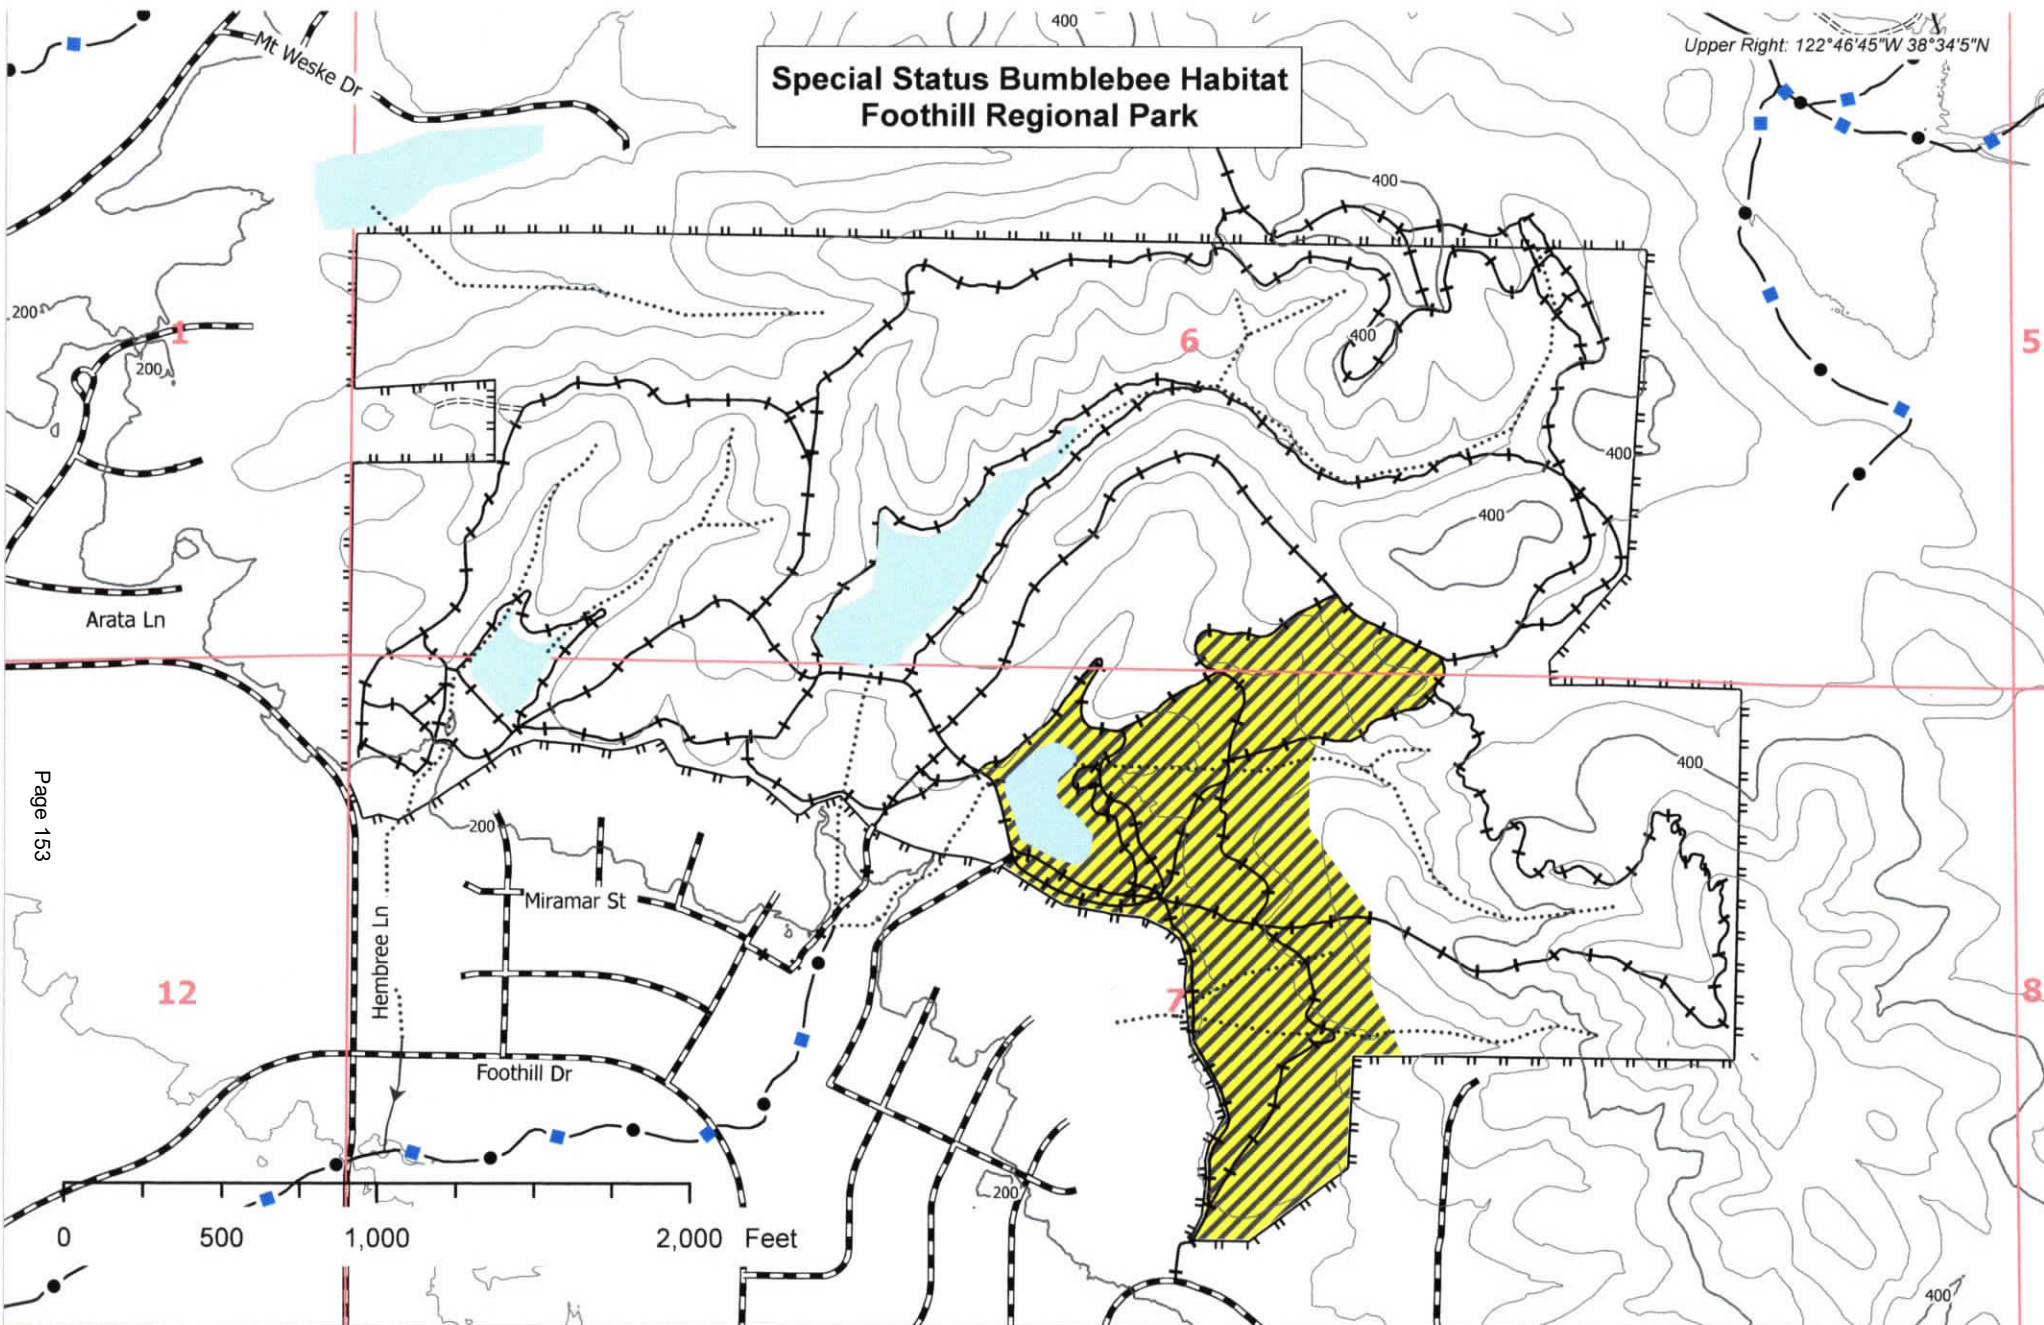 400
Mt Weske Dr
Upper Right: 122°46'45"W 38°34'5"N
Special Status Bumblebee Habitat
Foothill Regional Park
400
200
1
6
5
400
200
400
400
Arata Ln
400
Page 153
200
Miramar St
Hembree Ln
12
7
8
Foothill Dr
200
0 500 1,000 2,000 Feet
400